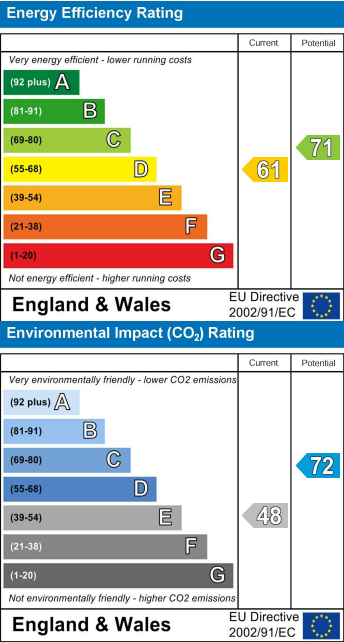 Energy Efficiency Rating
Current Potential
Very energy efficient - lower running costs
(92 plus) A
(81-91) B
(69-80) C
(55-68) D
(39-54) E
(21-38) F
(1-20) G
61
71
Not energy efficient - higher running costs
England & Wales
EU Directive
2002/91/EC
Environmental Impact (CO₂) Rating
Current Potential
Very environmentally friendly - lower CO2 emissions
(92 plus) A
(81-91) B
(69-80) C
(55-68) D
(39-54) E
(21-38) F
(1-20) G
48
72
Not environmentally friendly - higher CO2 emissions
England & Wales
EU Directive
2002/91/EC